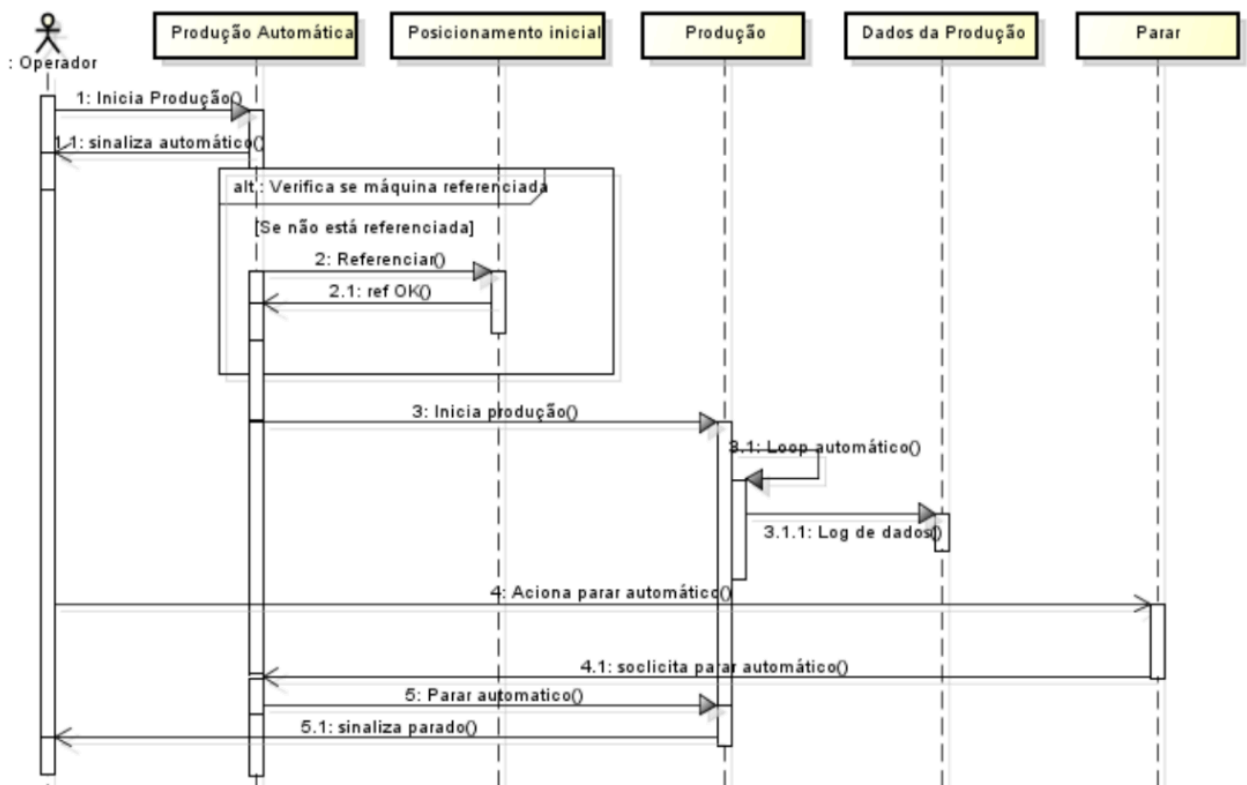 : Operador
Produção Automática
Posicionamento inicial
Produção
Dados da Produção
Parar
1: Inicia Produção()
1.1: sinaliza automático()
alt : Verifica se máquina referenciada
[Se não está referenciada]
2: Referenciar()
2.1: ref OK()
3: Inicia produção()
3.1: Loop automático()
3.1.1: Log de dados()
4: Aciona parar automático()
4.1: soclicita parar automático()
5: Parar automatico()
5.1: sinaliza parado()